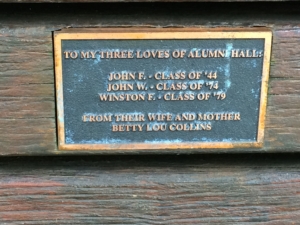 TO MY THREE LOVES OF ALUMNI HALL:
JOHN F. - CLASS OF '44
JOHN W. - CLASS OF '74
WINSTON F. - CLASS OF '79
FROM THEIR WIFE AND MOTHER
BETTY LOU COLLINS